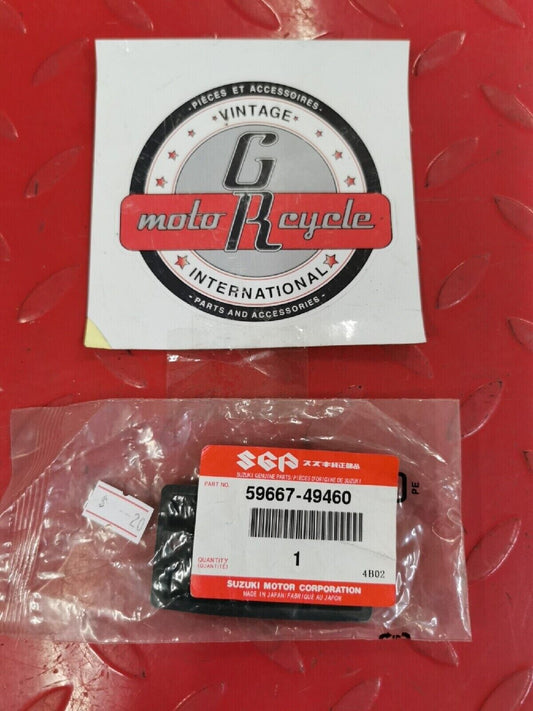 - PIÈCES ET ACCESSOIRES -
VINTAGE
G
moto R cycle
INTERNATIONAL
- PARTS AND ACCESSORIES -
SGP スズキ純正部品
SUZUKI GENUINE PARTS/PIÈCES D'ORIGINE DE SUZUKI
PART NO. 59667-49460
PE
$ --20
QUANTITY
(QUANTITÉ) 1
4B02
SUZUKI MOTOR CORPORATION
MADE IN JAPAN/FABRIQUÉ AU JAPON